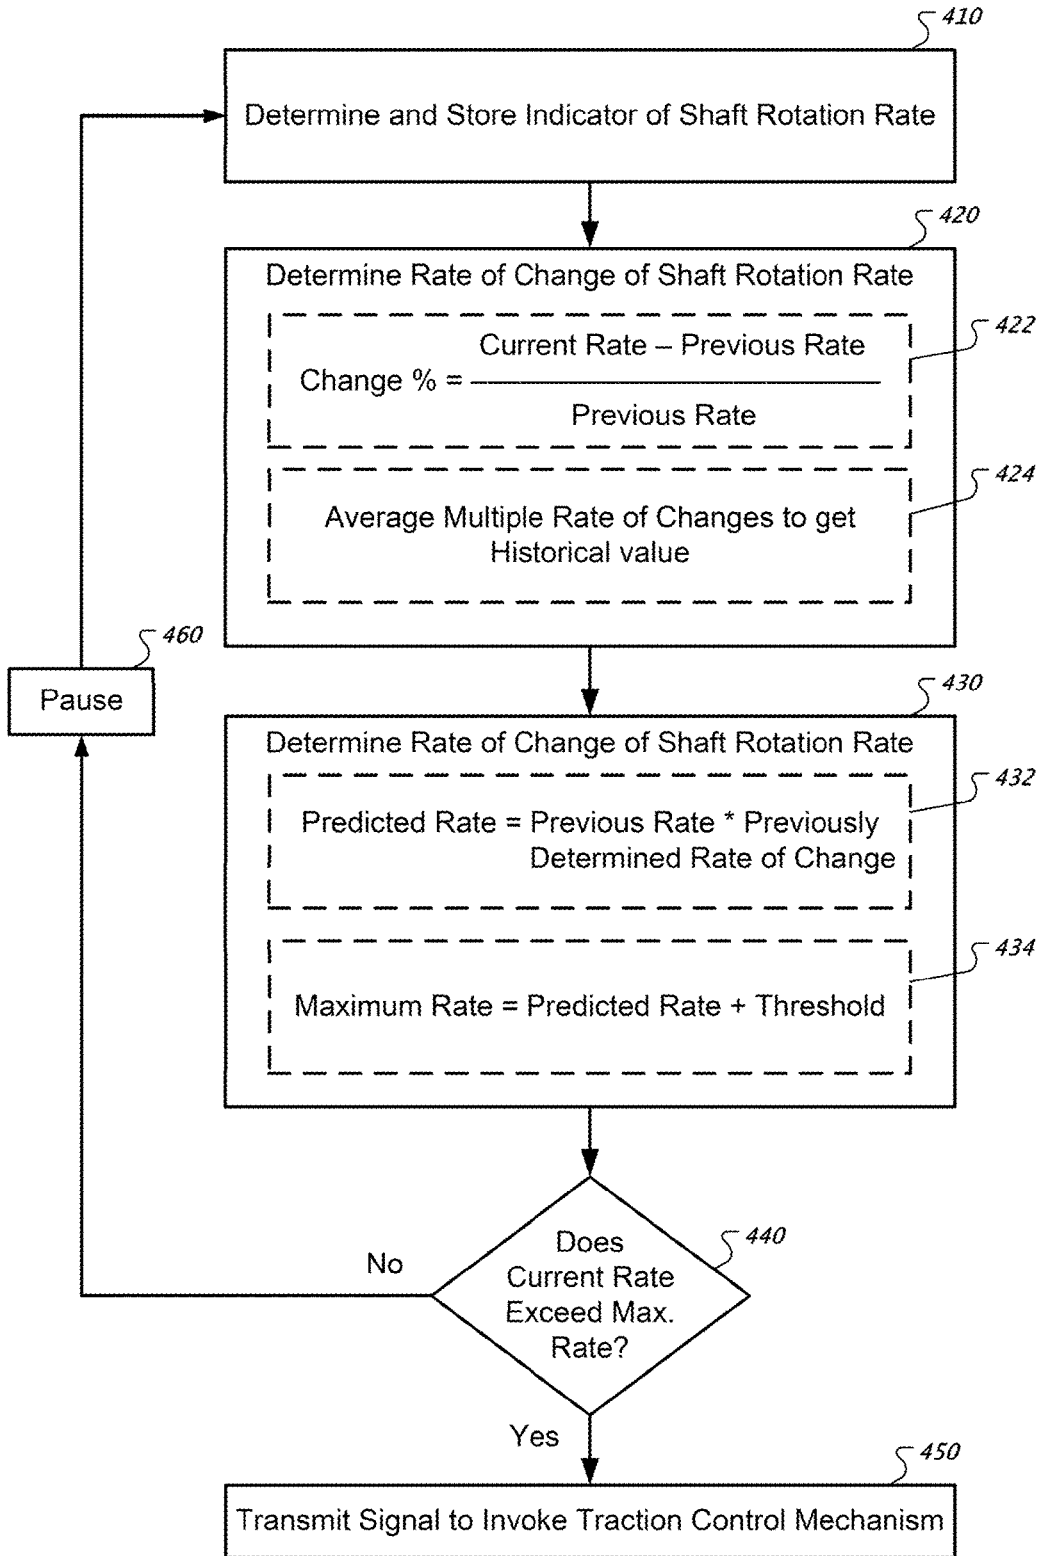 410
Determine and Store Indicator of Shaft Rotation Rate
420
Determine Rate of Change of Shaft Rotation Rate
422
Current Rate – Previous Rate
Change % =
Previous Rate
424
Average Multiple Rate of Changes to get
Historical value
460
Pause
430
Determine Rate of Change of Shaft Rotation Rate
432
Predicted Rate = Previous Rate * Previously
Determined Rate of Change
434
Maximum Rate = Predicted Rate + Threshold
440
Does
Current Rate
Exceed Max.
Rate?
No
Yes
450
Transmit Signal to Invoke Traction Control Mechanism